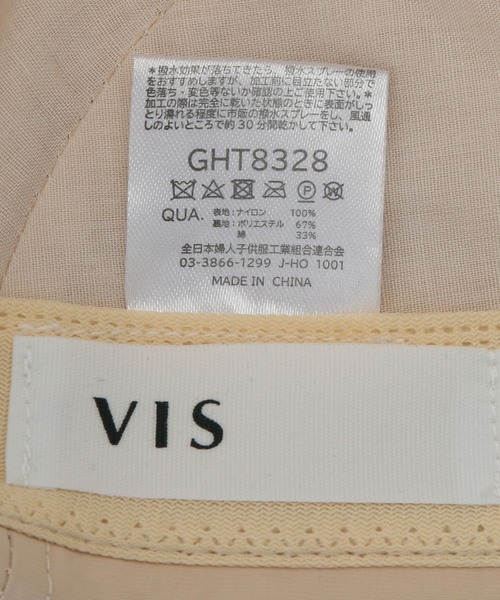 *撥水効果が落ちてきたら、撥水スプレーの使用
をおすすめしますが、加工前に目立たない部分で
色落ち・変色等ないか確認の上ご使用下さい。*
加工の際は完全に乾いた状態のときに表面がしっ
とり濡れる程度に市販の撥水スプレーをし、風通
しのよいところで約30分間乾かして下さい。
GHT8328
QUA. 表地:ナイロン 100%
裏地:ポリエステル 67%
綿 33%
全日本婦人子供服工業組合連合会
03-3866-1299 J-HO 1001
MADE IN CHINA
VIS